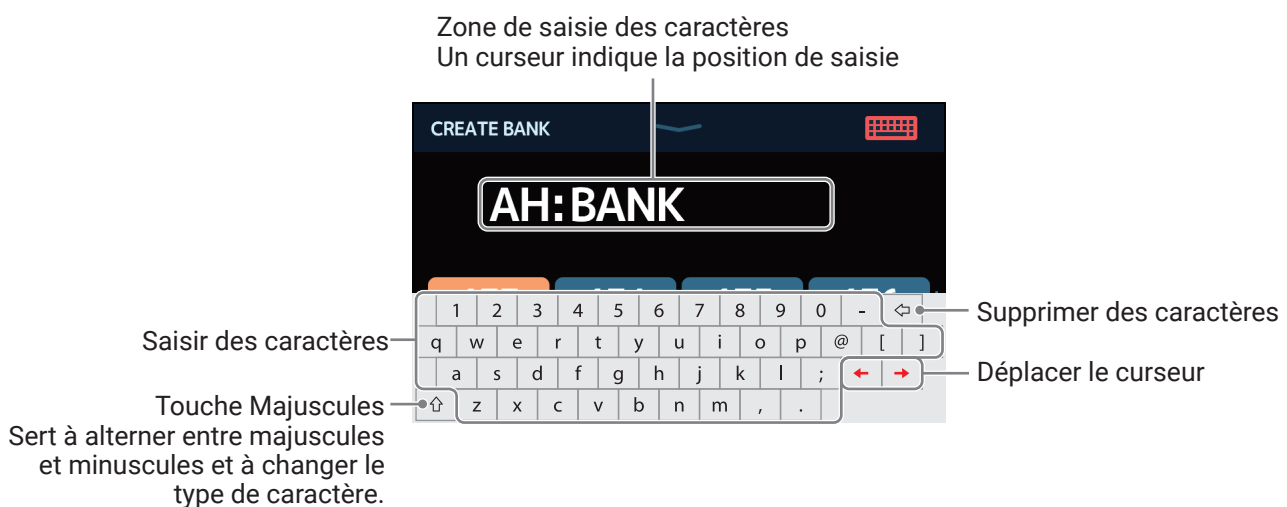 Zone de saisie des caractères
Un curseur indique la position de saisie
CREATE BANK
AH:BANK
1 2 3 4 5 6 7 8 9 0 -
Supprimer des caractères
Saisir des caractères
q w e r t y u i o p @ [ ]
a s d f g h j k l ;
Déplacer le curseur
Touche Majuscules
z x c v b n m , .
Sert à alterner entre majuscules
et minuscules et à changer le
type de caractère.